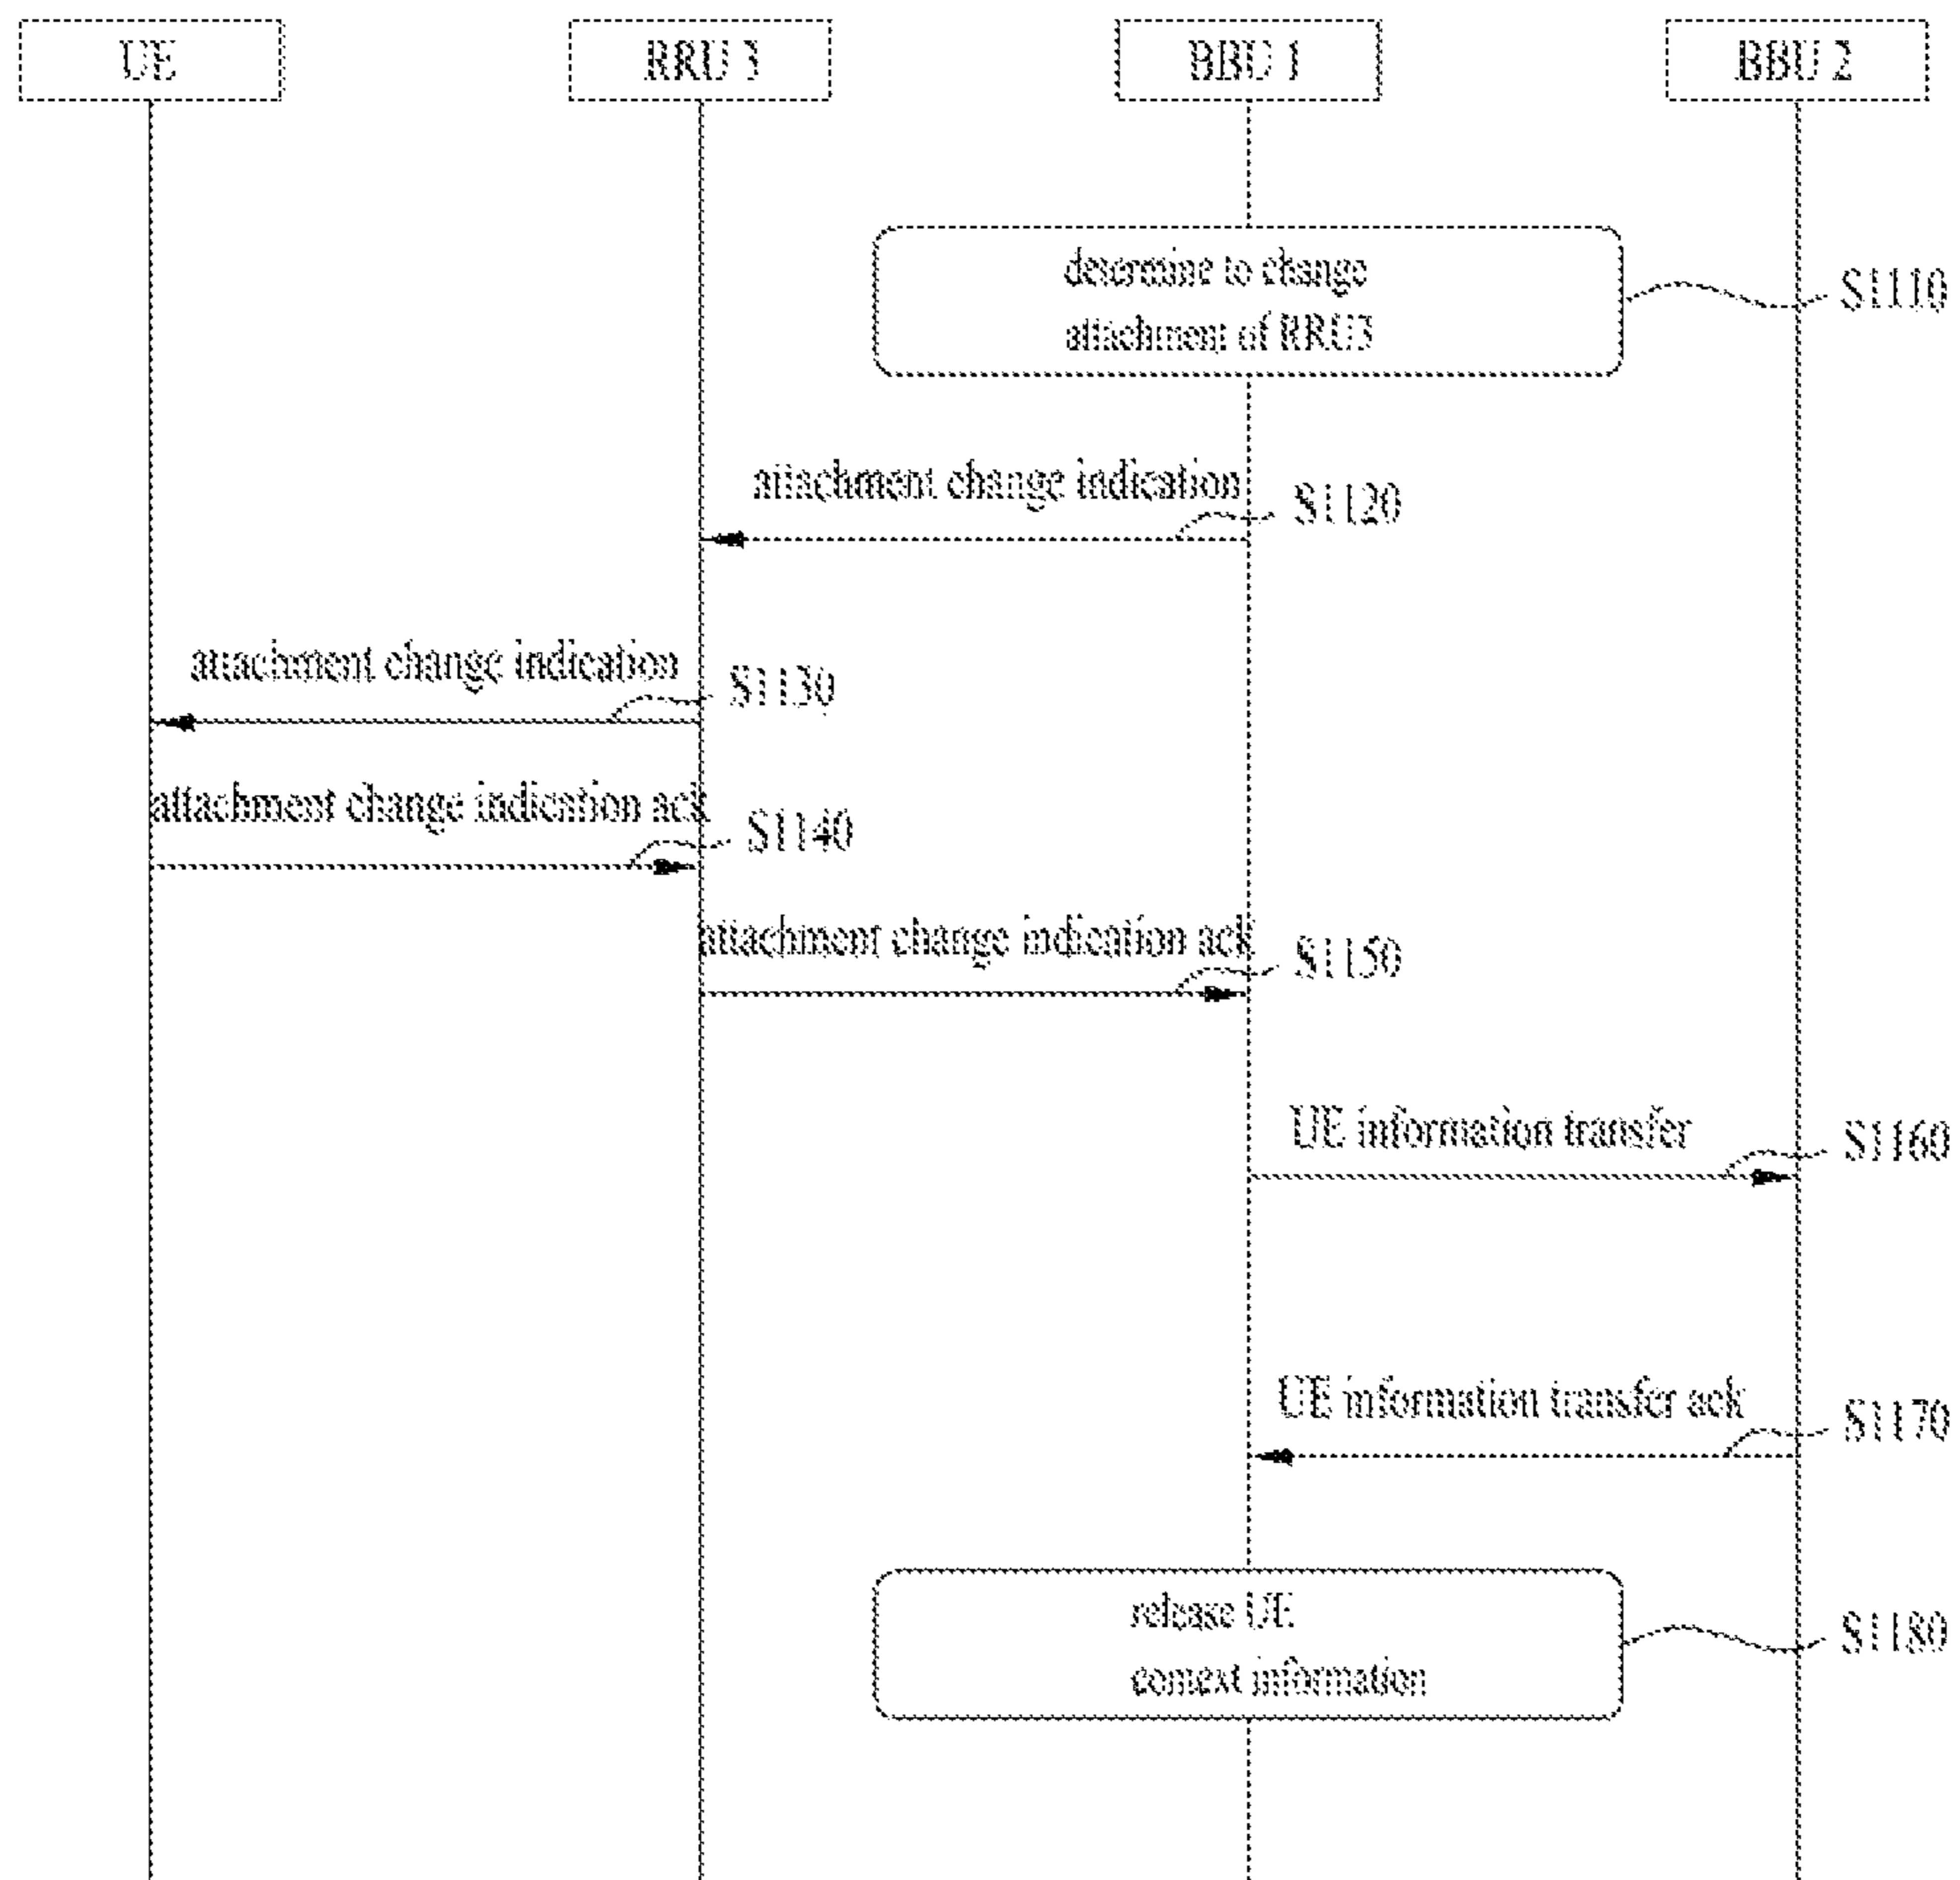 UE
RRU 3
BBU 1
BBU 2
determine to change
attachment of RRU3
S1110
attachment change indication
S1120
attachment change indication
S1130
attachment change indication ack
S1140
attachment change indication ack
S1150
UE information transfer
S1160
UE information transfer ack
S1170
release UE
context information
S1180